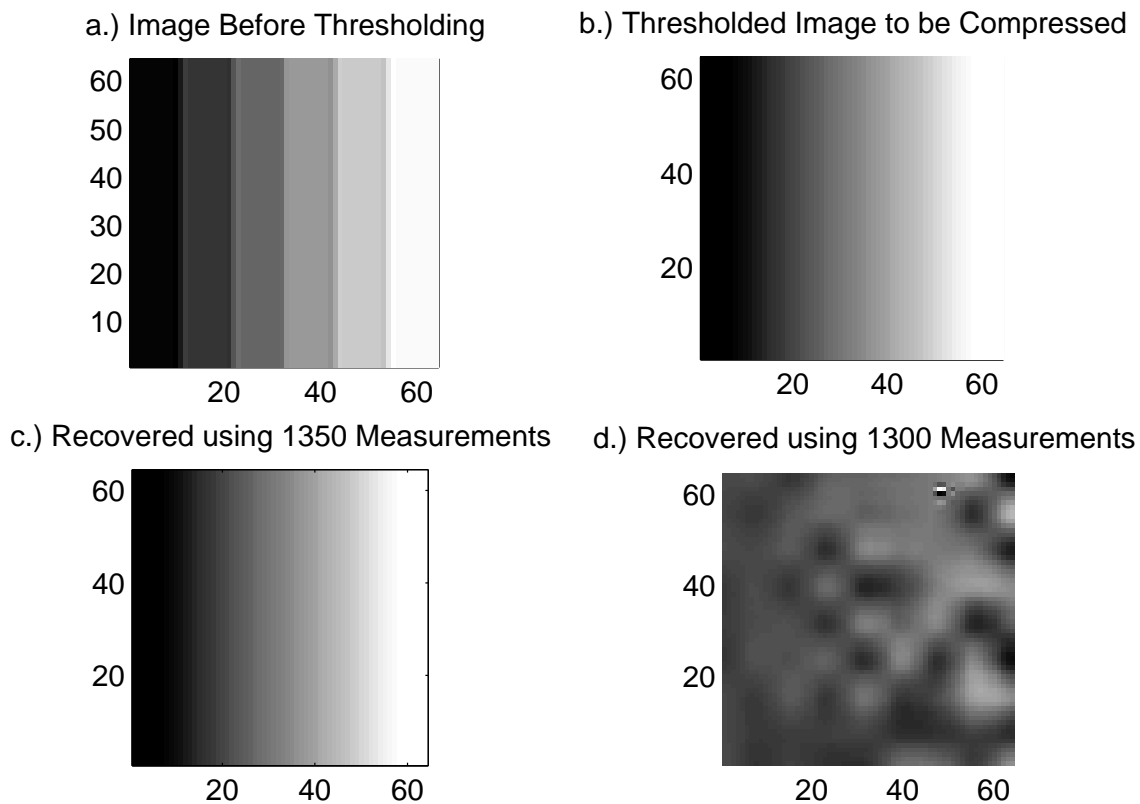 a.) Image Before Thresholding
60
50
40
30
20
10
20 40 60
b.) Thresholded Image to be Compressed
60
40
20
20 40 60
c.) Recovered using 1350 Measurements
60
40
20
20 40 60
d.) Recovered using 1300 Measurements
60
40
20
20 40 60